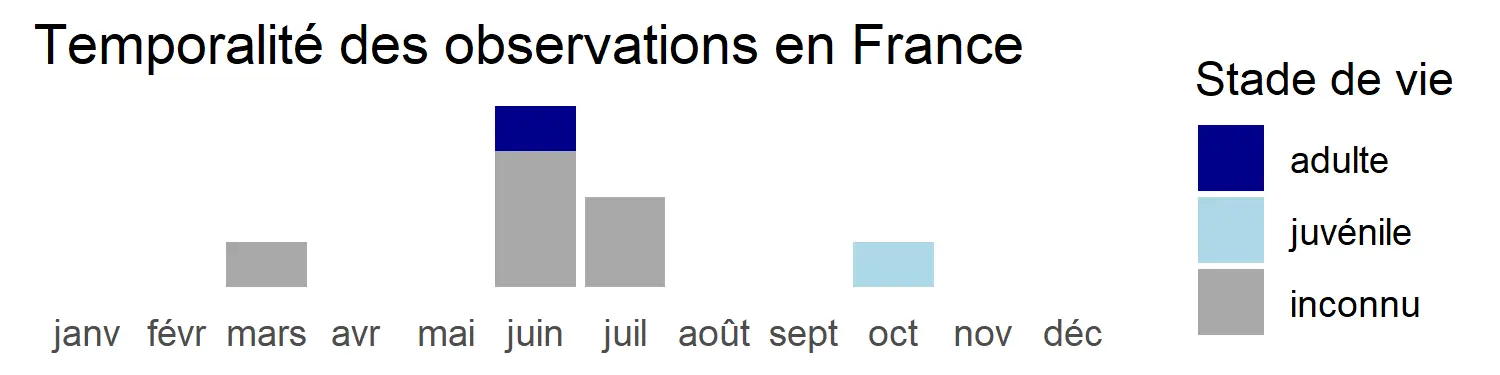 Temporalité des observations en France
Stade de vie
adulte
juvénile
inconnu
janv févr mars avr mai juin juil août sept oct nov déc